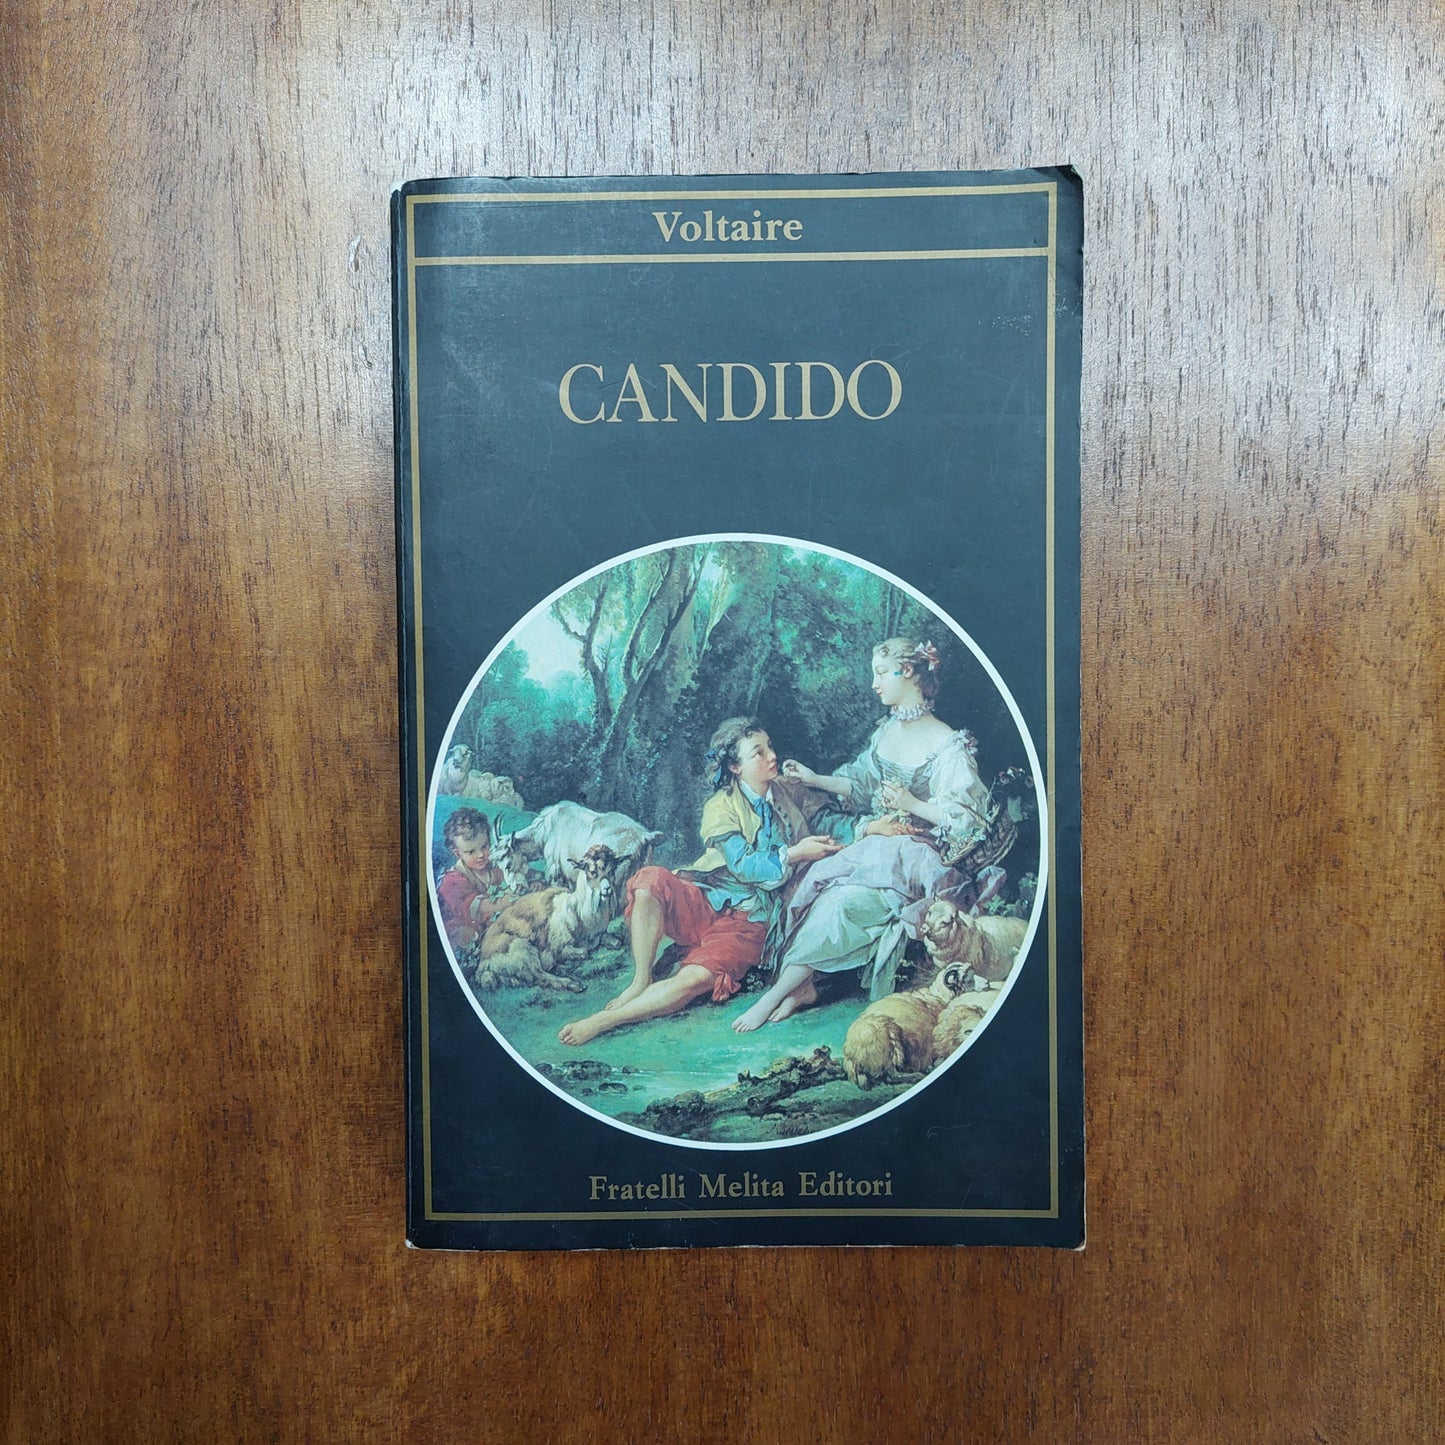 Voltaire
CANDIDO
Fratelli Melita Editori